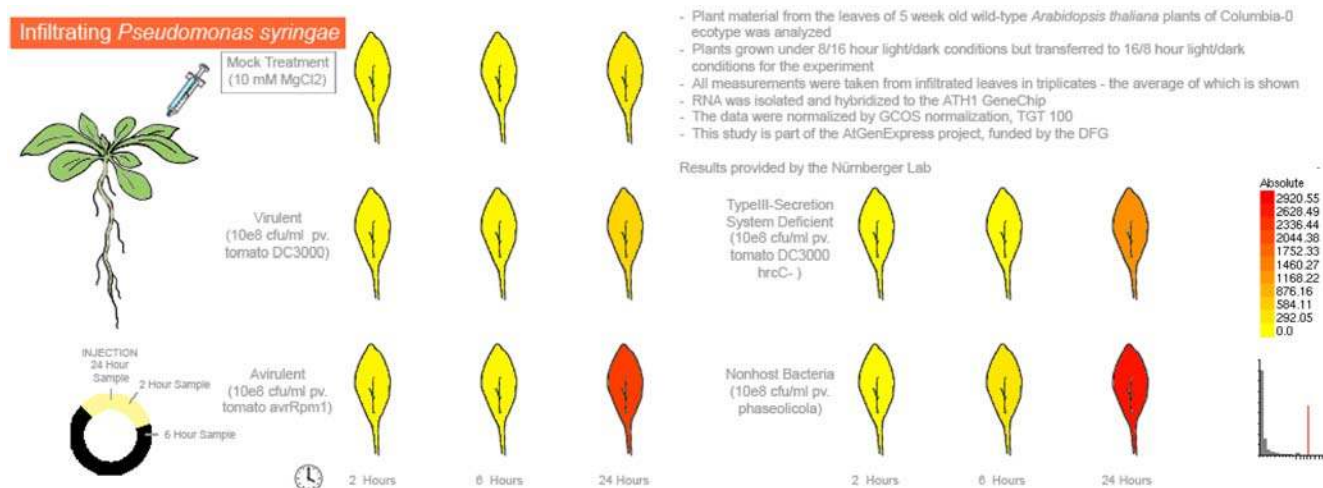 Infiltrating Pseudomonas syringae
Mock Treatment
(10 mM MgCl2)
- Plant material from the leaves of 5 week old wild-type Arabidopsis thaliana plants of Columbia-0
ecotype was analyzed
- Plants grown under 8/16 hour light/dark conditions but transferred to 16/8 hour light/dark
conditions for the experiment
- All measurements were taken from infiltrated leaves in triplicates - the average of which is shown
- RNA was isolated and hybridized to the ATH1 GeneChip
- The data were normalized by GCOS normalization, TGT 100
- This study is part of the AtGenExpress project, funded by the DFG
Results provided by the Nürnberger Lab
Virulent
(10e8 cfu/ml pv.
tomato DC3000)
TypeIII-Secretion
System Deficient
(10e8 cfu/ml pv.
tomato DC3000
hrcC- )
Absolute
2920.55
2628.49
2336.44
2044.38
1752.33
1460.27
1168.22
876.16
584.11
292.05
0.0
INJECTION
24 Hour
Sample
2 Hour Sample
6 Hour Sample
Avirulent
(10e8 cfu/ml pv.
tomato avrRpm1)
Nonhost Bacteria
(10e8 cfu/ml pv.
phaseolicola)
2 Hours
6 Hours
24 Hours
2 Hours
6 Hours
24 Hours